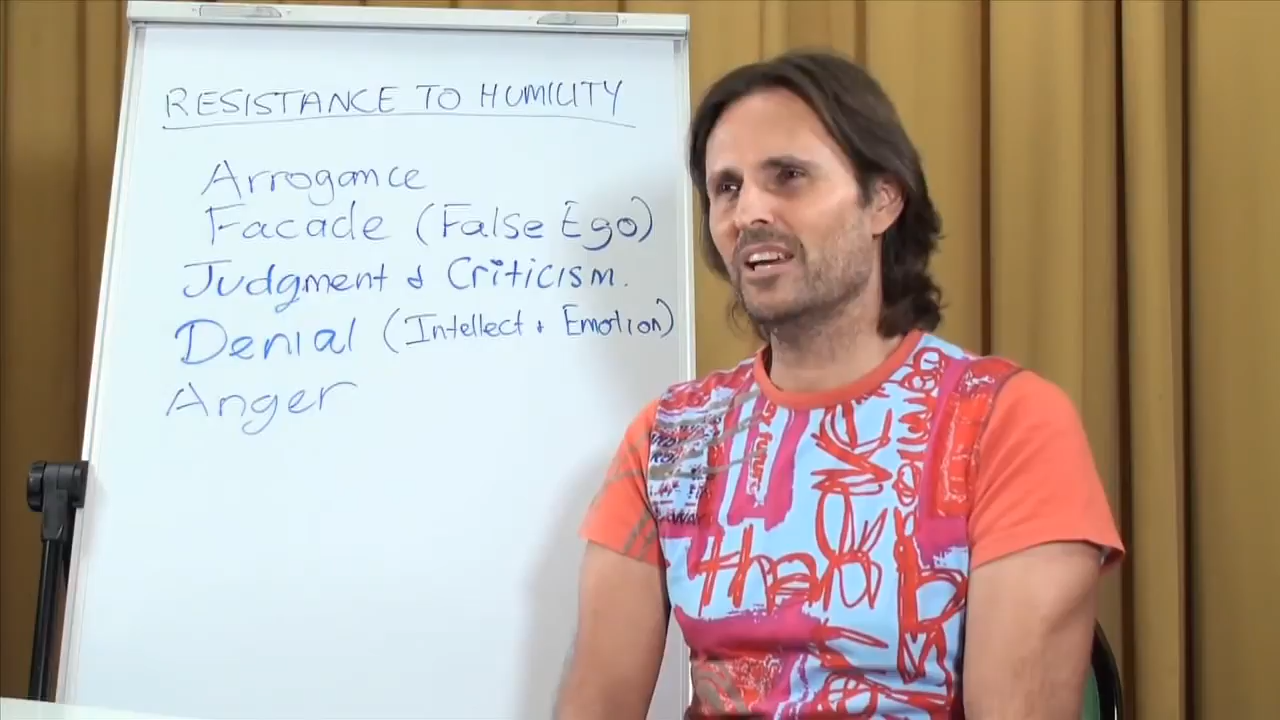 RESISTANCE TO HUMILITY
Arrogance
Facade (False Ego)
Judgment & Criticism.
Denial (Intellect + Emotion)
Anger